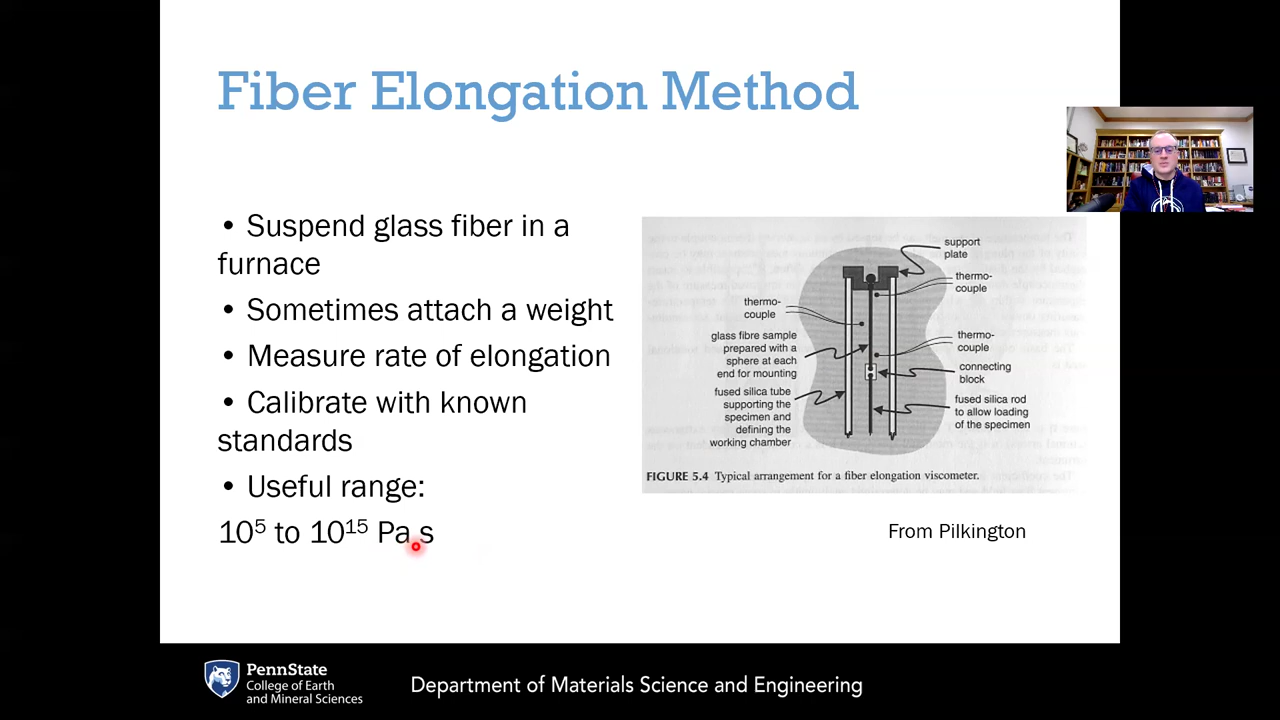 Fiber Elongation Method
• Suspend glass fiber in a
furnace
• Sometimes attach a weight
• Measure rate of elongation
• Calibrate with known
standards
• Useful range:
10⁵ to 10¹⁵ Pa s
support
plate
thermo-
couple
thermo-
couple
glass fibre sample
prepared with a
sphere at each
end for mounting
thermo-
couple
connecting
block
fused silica tube
supporting the
specimen and
defining the
working chamber
fused silica rod
to allow loading
of the specimen
FIGURE 5.4 Typical arrangement for a fiber elongation viscometer.
From Pilkington
PennState
College of Earth
and Mineral Sciences
Department of Materials Science and Engineering